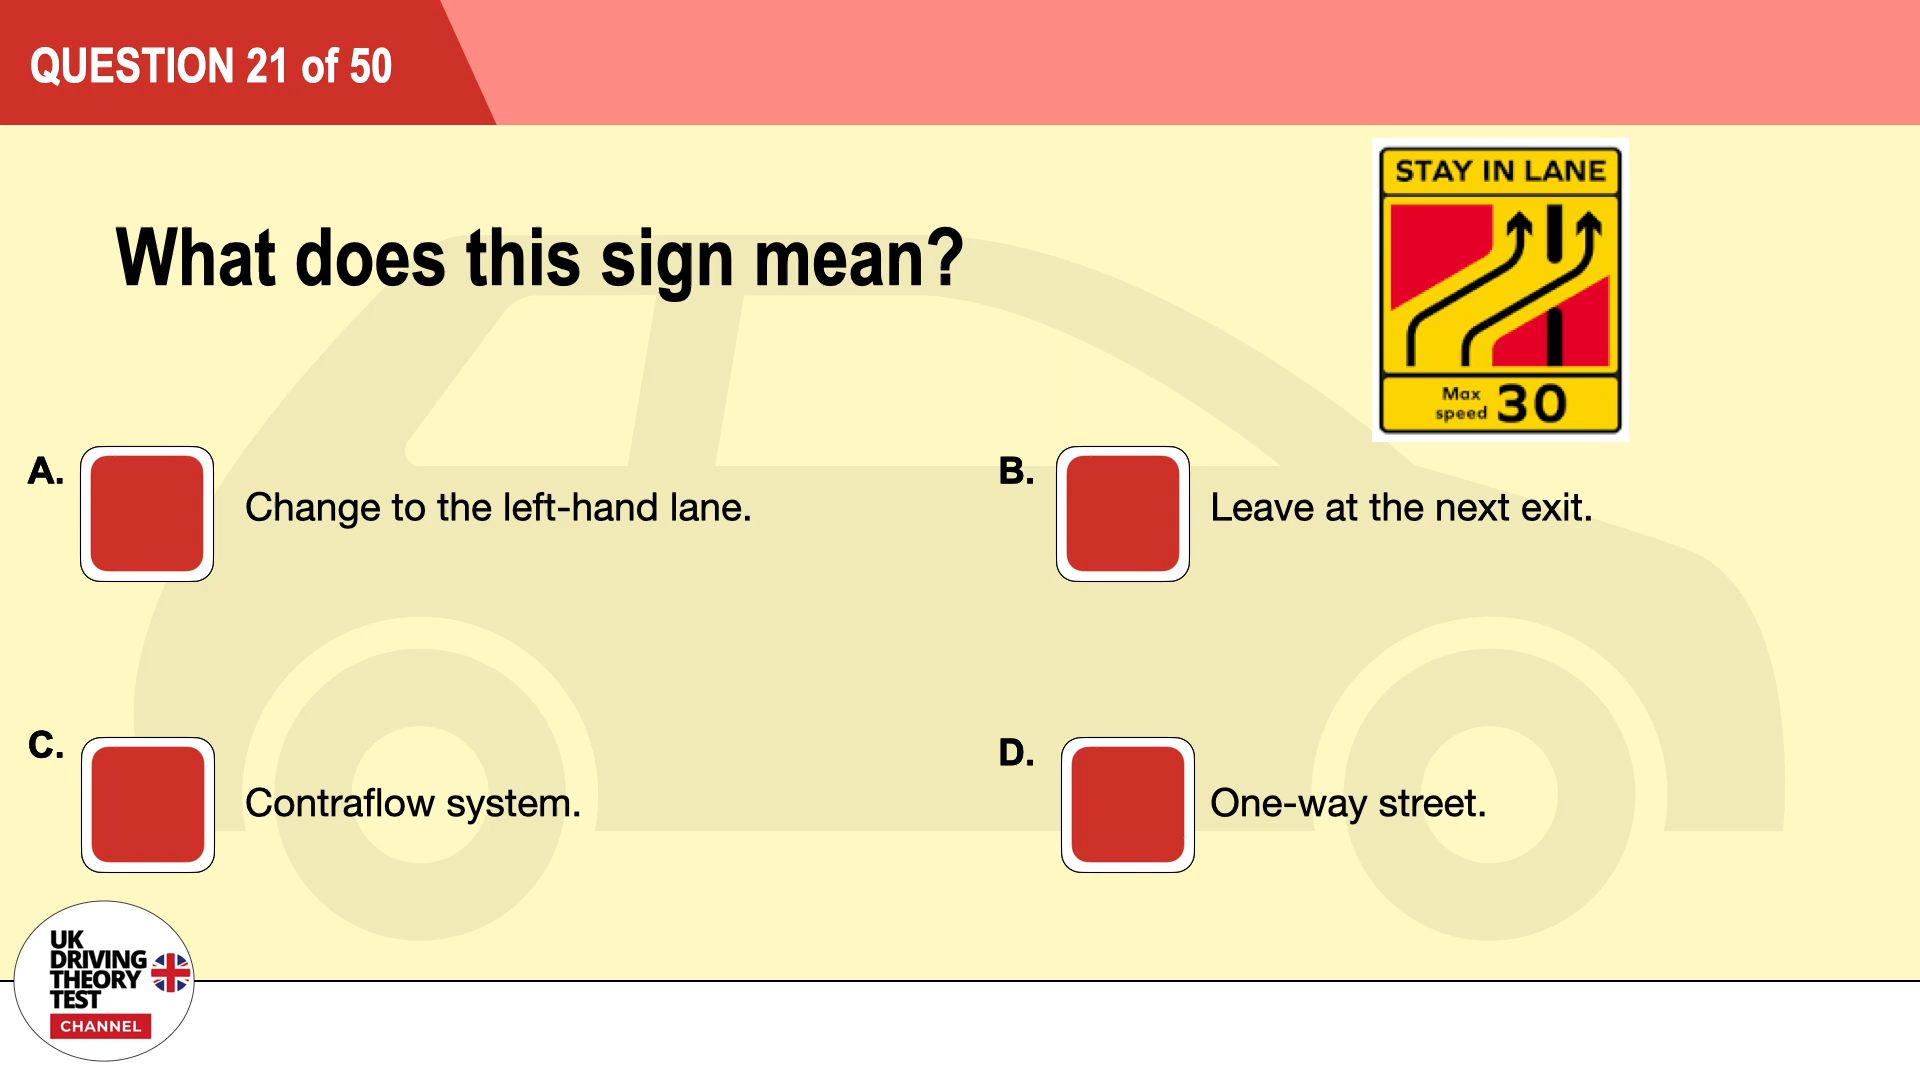 QUESTION 21 of 50
STAY IN LANE
What does this sign mean?
Max
speed 30
A.
Change to the left-hand lane.
B.
Leave at the next exit.
C.
Contraflow system.
D.
One-way street.
UK
DRIVING
THEORY
TEST
CHANNEL